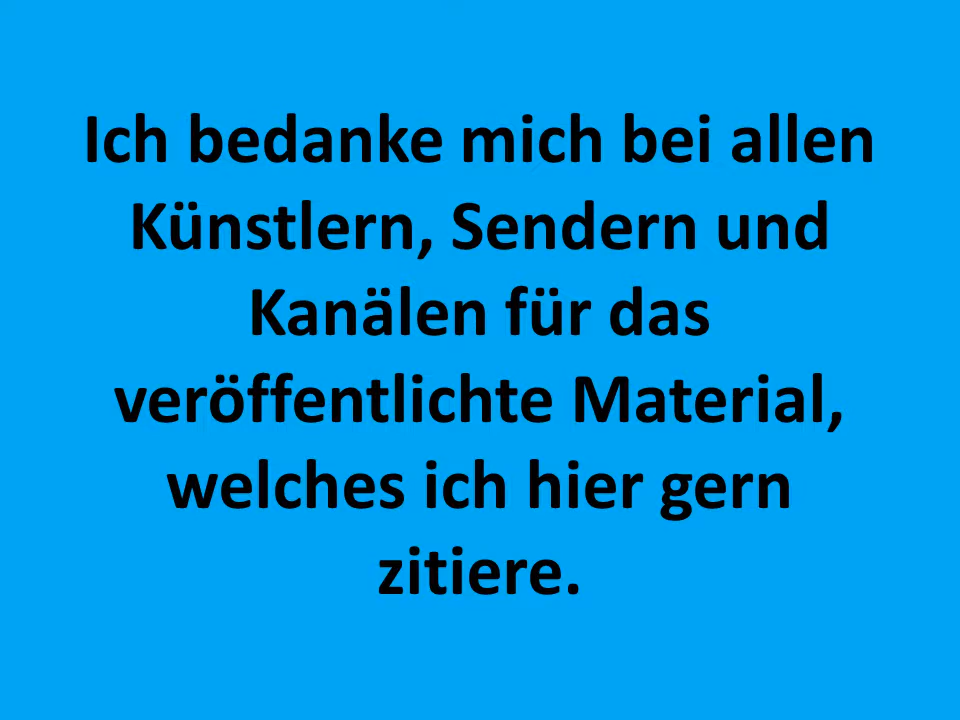 Ich bedanke mich bei allen
Künstlern, Sendern und
Kanälen für das
veröffentlichte Material,
welches ich hier gern
zitiere.